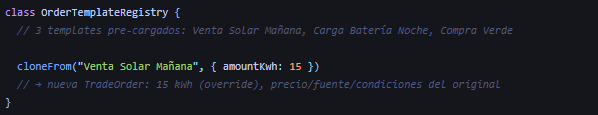 class OrderTemplateRegistry {
// 3 templates pre-cargados: Venta Solar Mañana, Carga Batería Noche, Compra Verde
cloneFrom("Venta Solar Mañana", { amountKwh: 15 })
// → nueva TradeOrder: 15 kWh (override), precio/fuente/condiciones del original
}